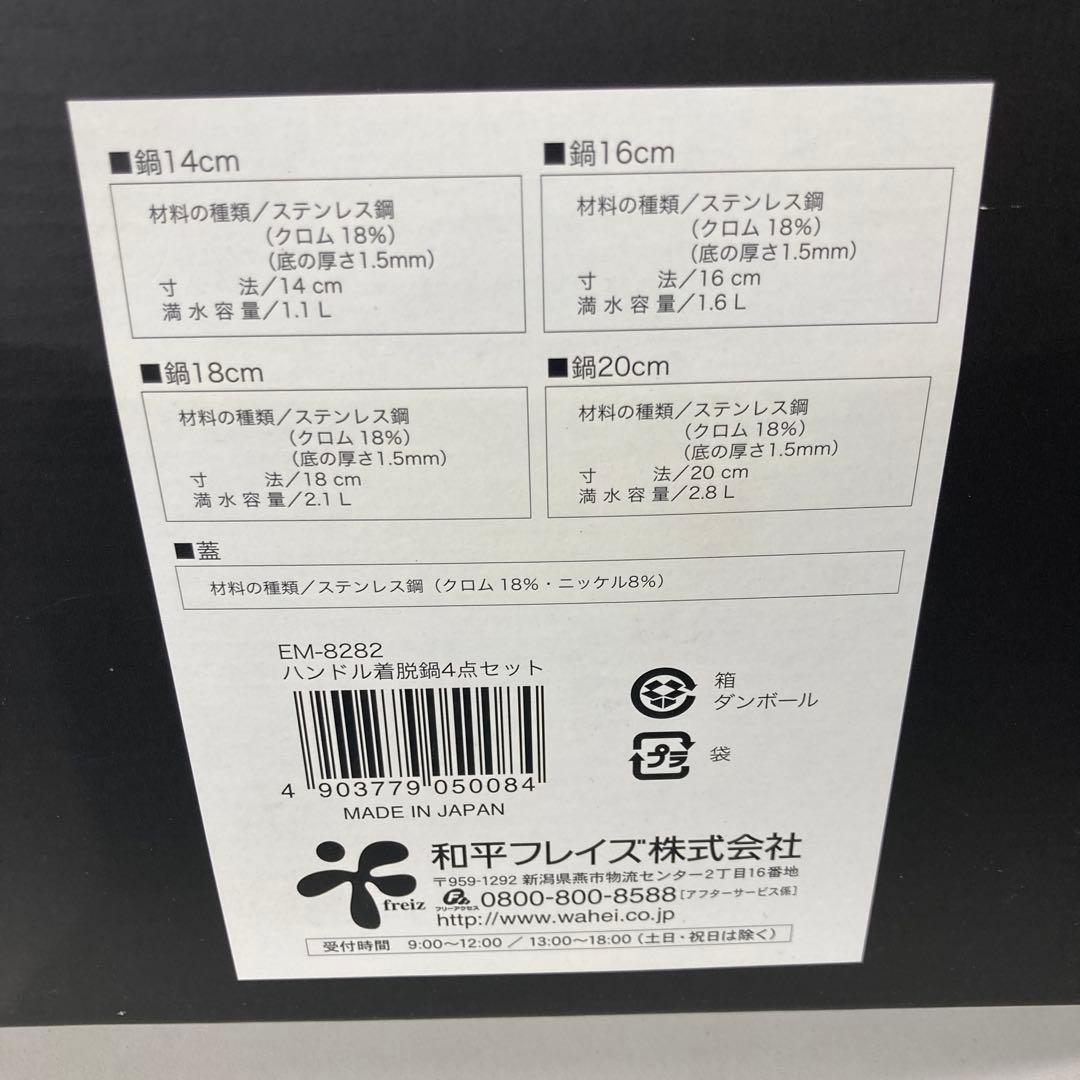 ■鍋14cm
材料の種類／ステンレス鋼
（クロム18%）
（底の厚さ1.5mm）
寸　　法／14 cm
満水容量／1.1 L
■鍋16cm
材料の種類／ステンレス鋼
（クロム18%）
（底の厚さ1.5mm）
寸　　法／16 cm
満水容量／1.6 L
■鍋18cm
材料の種類／ステンレス鋼
（クロム18%）
（底の厚さ1.5mm）
寸　　法／18 cm
満水容量／2.1 L
■鍋20cm
材料の種類／ステンレス鋼
（クロム18%）
（底の厚さ1.5mm）
寸　　法／20 cm
満水容量／2.8 L
■蓋
材料の種類／ステンレス鋼（クロム18%・ニッケル8%）
EM-8282
ハンドル着脱鍋4点セット
4 903779 050084
MADE IN JAPAN
箱
ダンボール
プラ
袋
freiz
和平フレイズ株式会社
〒959-1292 新潟県燕市物流センター2丁目16番地
フリーアクセス 0800-800-8588［アフターサービス係］
http://www.wahei.co.jp
受付時間　9:00〜12:00 ／ 13:00〜18:00（土日・祝日は除く）